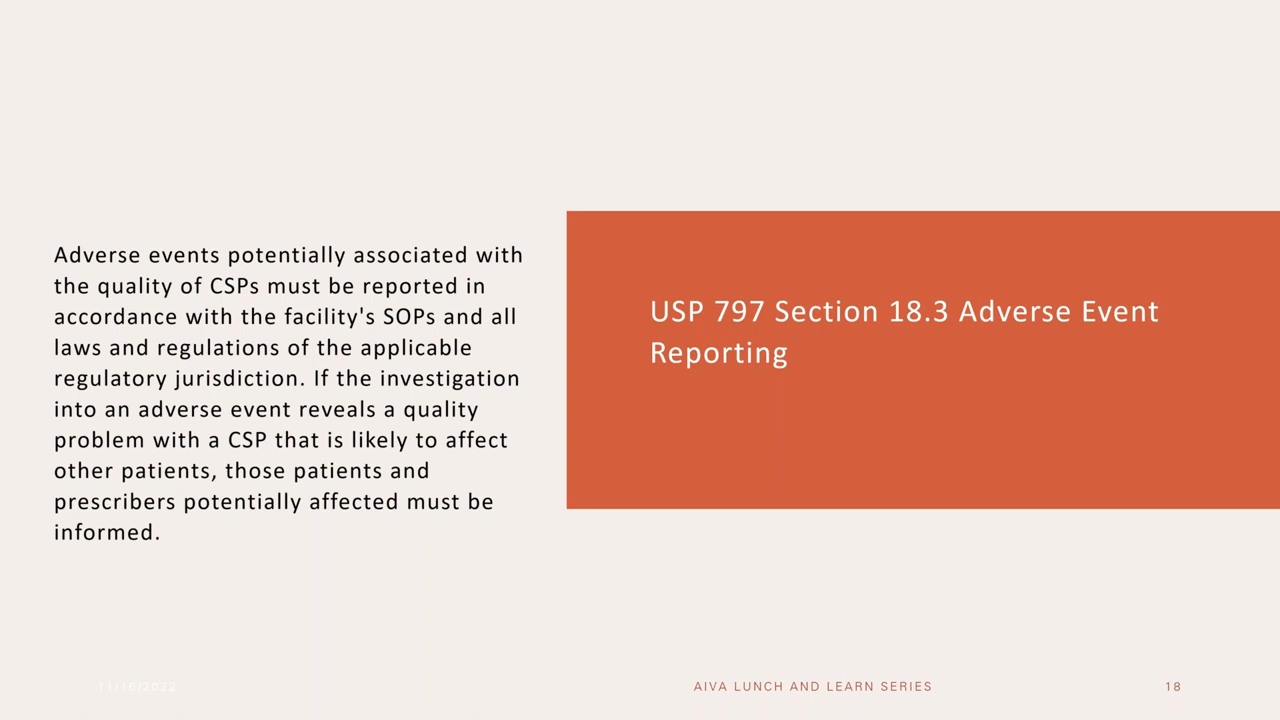 Adverse events potentially associated with
the quality of CSPs must be reported in
accordance with the facility's SOPs and all
laws and regulations of the applicable
regulatory jurisdiction. If the investigation
into an adverse event reveals a quality
problem with a CSP that is likely to affect
other patients, those patients and
prescribers potentially affected must be
informed.
USP 797 Section 18.3 Adverse Event
Reporting
11/16/2022
AIVA LUNCH AND LEARN SERIES
18